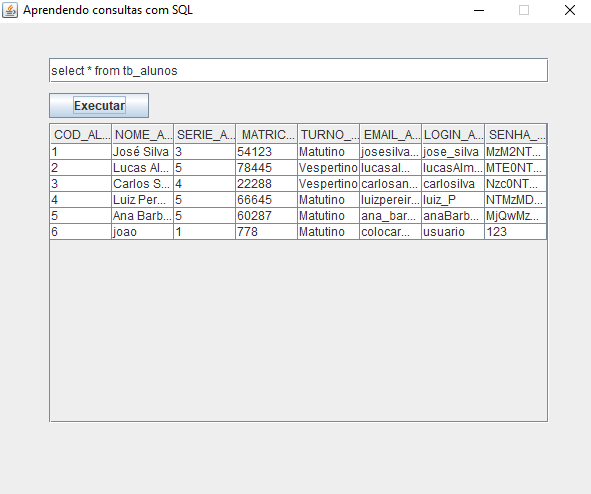 Aprendendo consultas com SQL
select * from tb_alunos
Executar
COD_AL... NOME_A... SERIE_A... MATRIC... TURNO_... EMAIL_A... LOGIN_A... SENHA_...
1 José Silva 3 54123 Matutino josesilva... jose_silva MzM2NT...
2 Lucas Al... 5 78445 Vespertino lucasal... lucasAlm... MTE0NT...
3 Carlos S... 4 22288 Vespertino carlosan... carlosilva Nzc0NT...
4 Luiz Per... 5 66645 Matutino luizpereir... luiz_P NTMzMD...
5 Ana Barb... 5 60287 Matutino ana_bar... anaBarb... MjQwMz...
6 joao 1 778 Matutino colocar... usuario 123